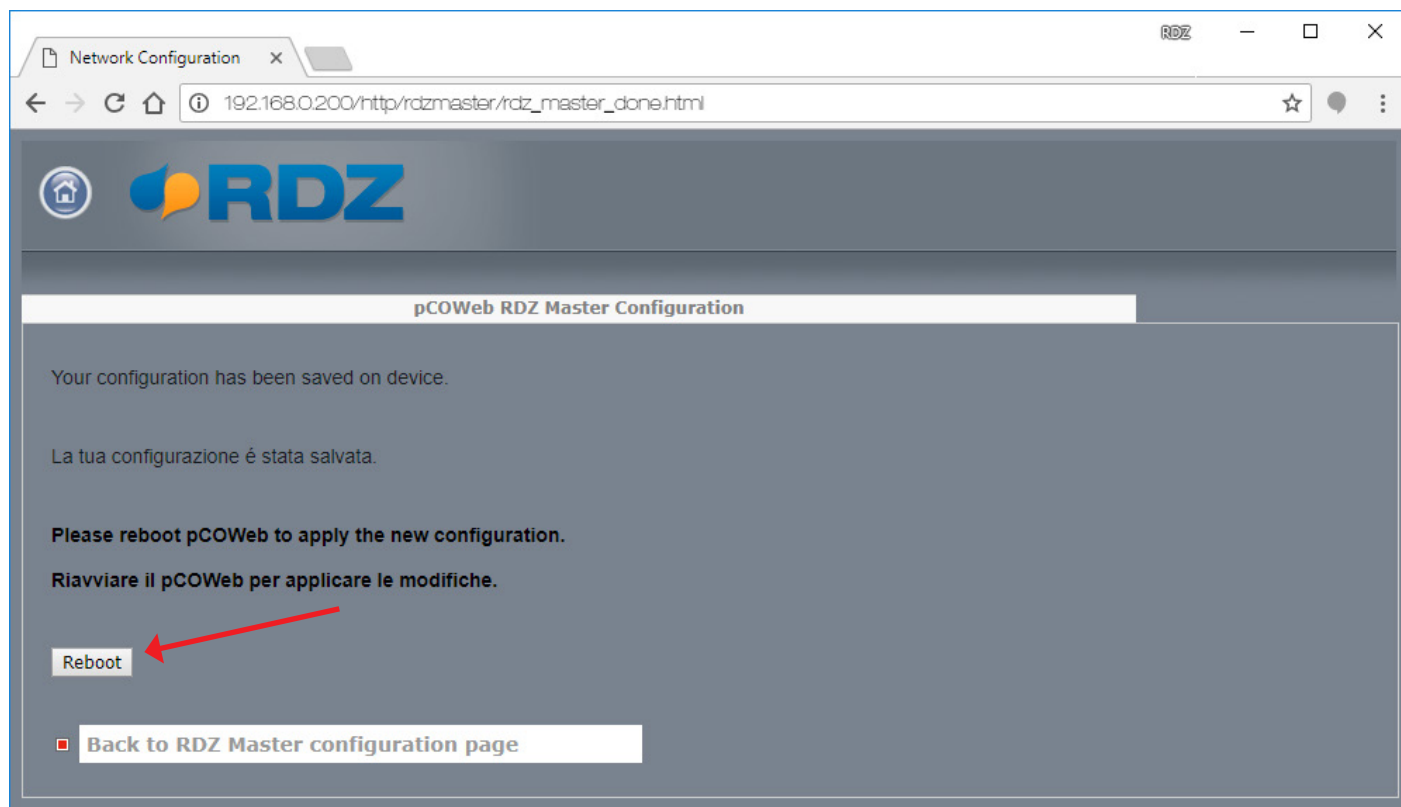 RDZ
Network Configuration
192.168.0.200/http/rdzmaster/rdz_master_done.html
RDZ
pCOWeb RDZ Master Configuration
Your configuration has been saved on device.
La tua configurazione é stata salvata.
Please reboot pCOWeb to apply the new configuration.
Riavviare il pCOWeb per applicare le modifiche.
Reboot
Back to RDZ Master configuration page